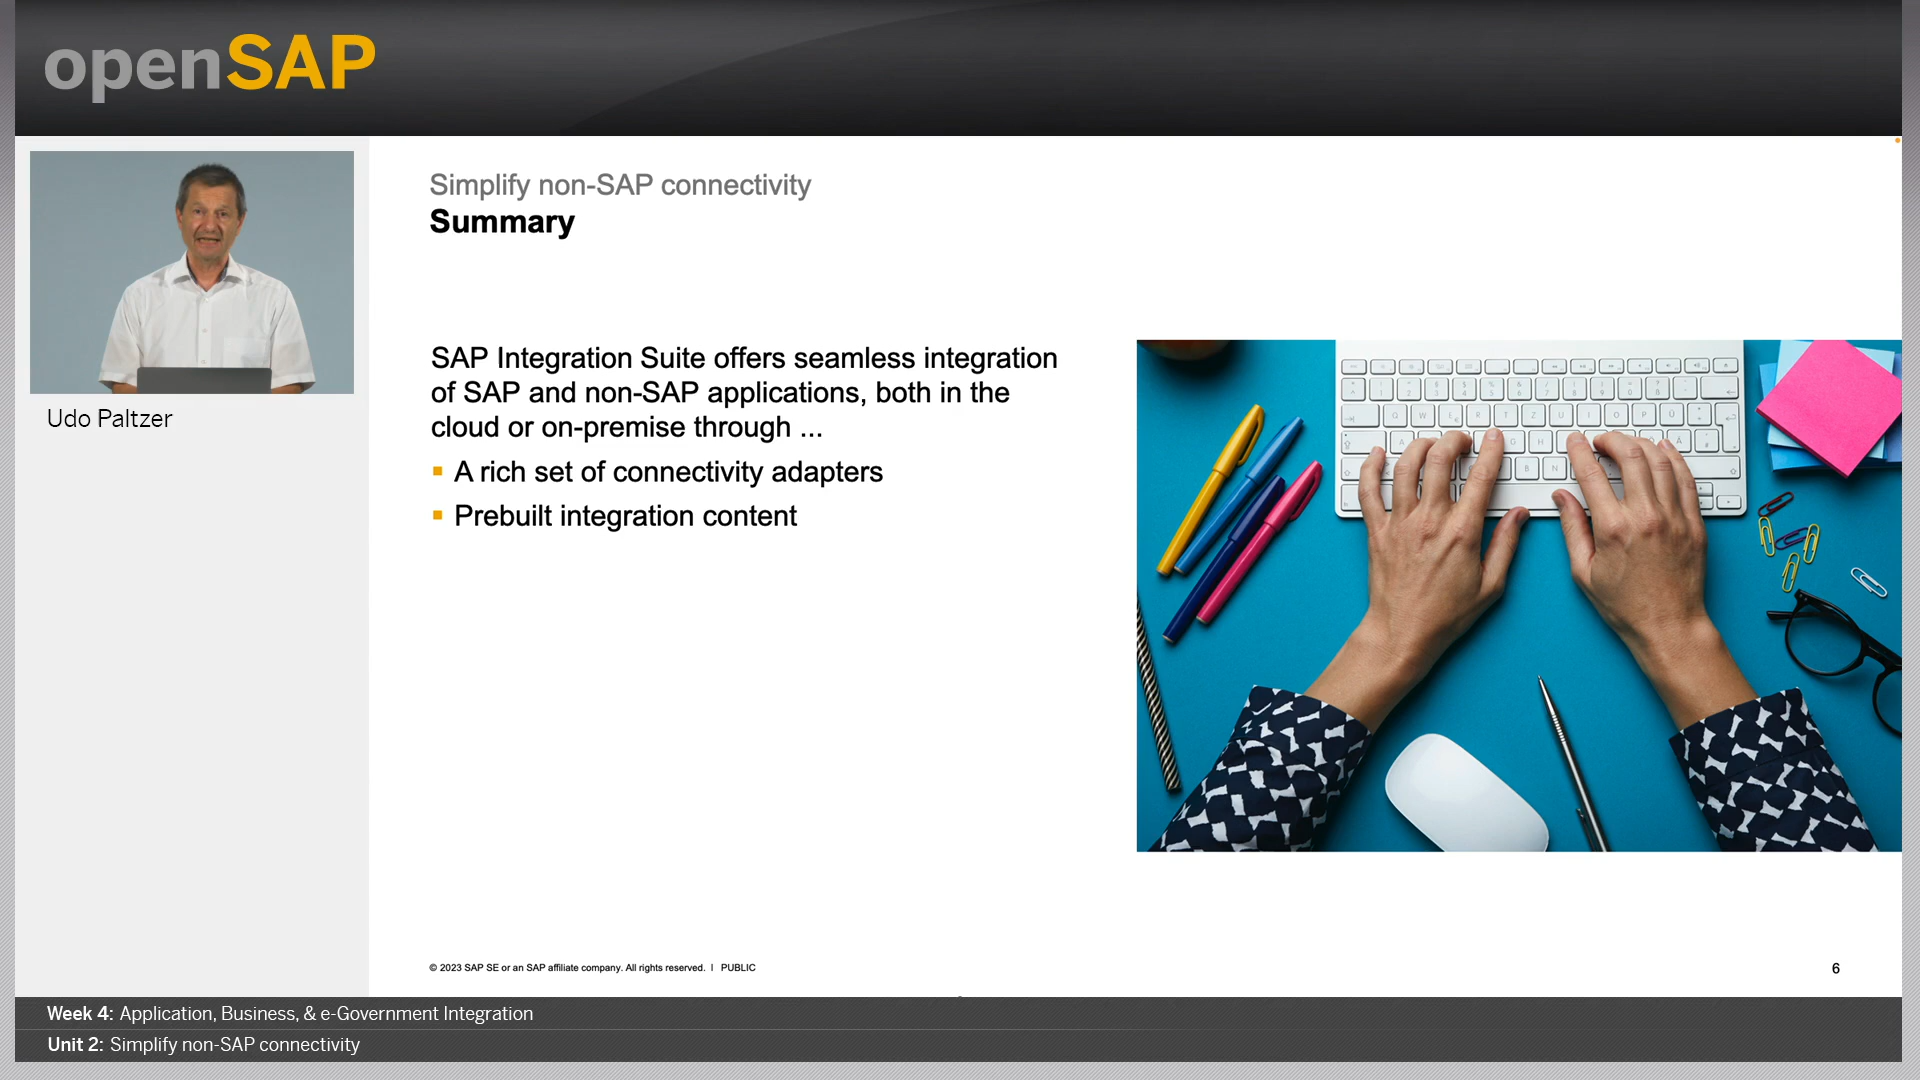 openSAP
Udo Paltzer
Simplify non-SAP connectivity
Summary
SAP Integration Suite offers seamless integration
of SAP and non-SAP applications, both in the
cloud or on-premise through ...
A rich set of connectivity adapters
Prebuilt integration content
© 2023 SAP SE or an SAP affiliate company. All rights reserved. | PUBLIC
6
Week 4: Application, Business, & e-Government Integration
Unit 2: Simplify non-SAP connectivity